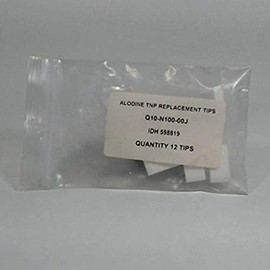 ALODINE TNP REPLACEMENT TIPS
Q10-N100-00J
IDH 598819
QUANTITY 12 TIPS